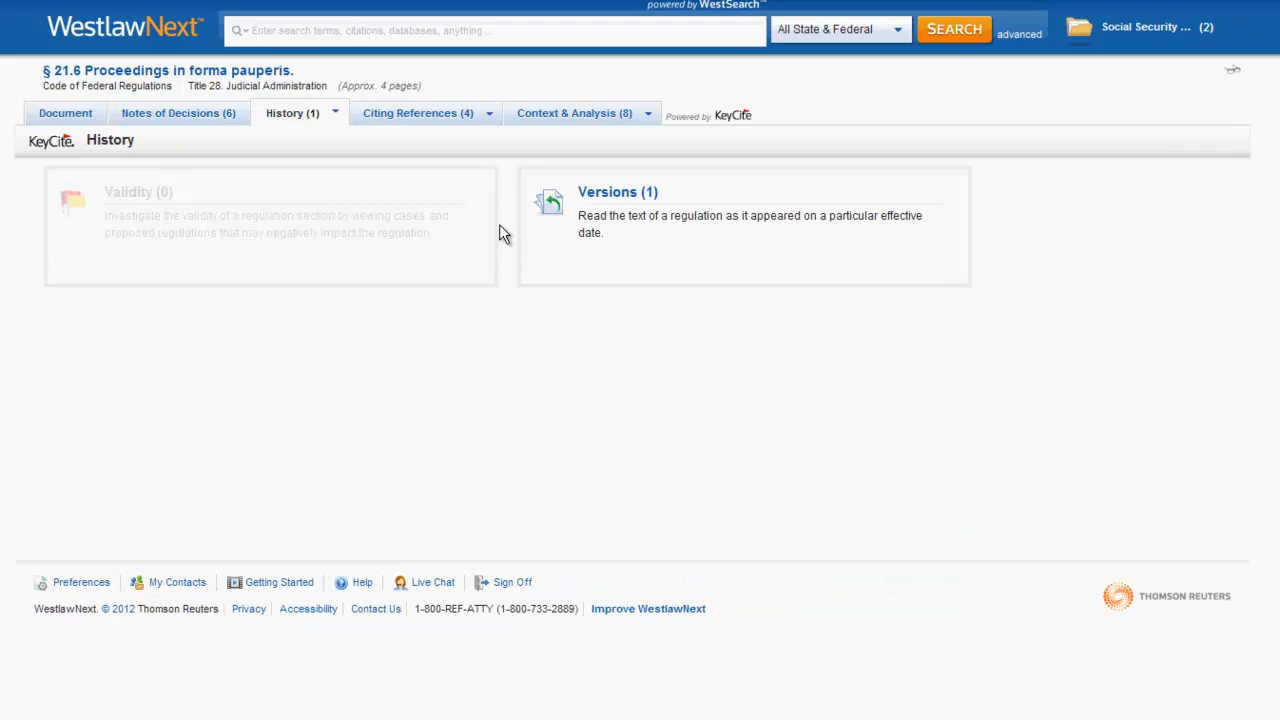 powered by WestSearch™
WestlawNext™
Enter search terms, citations, databases, anything ...
All State & Federal
SEARCH
advanced
Social Security ... (2)
§ 21.6 Proceedings in forma pauperis.
Code of Federal Regulations Title 28. Judicial Administration (Approx. 4 pages)
Document
Notes of Decisions (6)
History (1)
Citing References (4)
Context & Analysis (8)
Powered by KeyCite
KeyCite. History
Validity (0)
Investigate the validity of a regulation section by viewing cases and
proposed regulations that may negatively impact the regulation
Versions (1)
Read the text of a regulation as it appeared on a particular effective
date.
Preferences
My Contacts
Getting Started
Help
Live Chat
Sign Off
WestlawNext. © 2012 Thomson Reuters
Privacy
Accessibility
Contact Us
1-800-REF-ATTY (1-800-733-2889)
Improve WestlawNext
THOMSON REUTERS